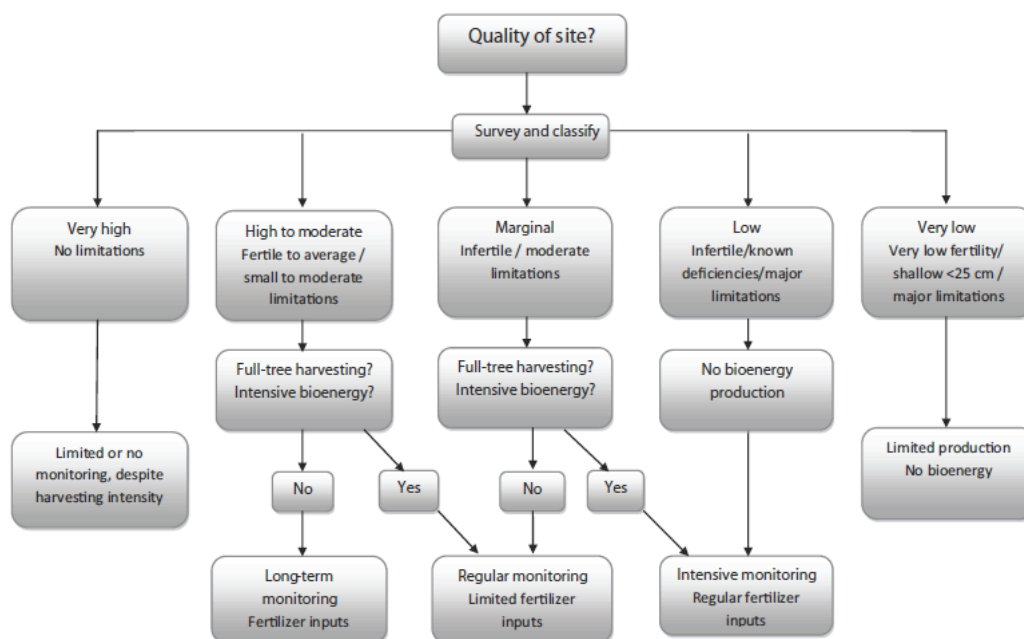 Quality of site?
Survey and classify
Very high
No limitations
High to moderate
Fertile to average /
small to moderate
limitations
Marginal
Infertile / moderate
limitations
Low
Infertile/known
deficiencies/major
limitations
Very low
Very low fertility/
shallow <25 cm /
major limitations
Full-tree harvesting?
Intensive bioenergy?
Full-tree harvesting?
Intensive bioenergy?
No bioenergy
production
Limited or no
monitoring, despite
harvesting intensity
No
Yes
No
Yes
Limited production
No bioenergy
Long-term
monitoring
Fertilizer inputs
Regular monitoring
Limited fertilizer
inputs
Intensive monitoring
Regular fertilizer
inputs